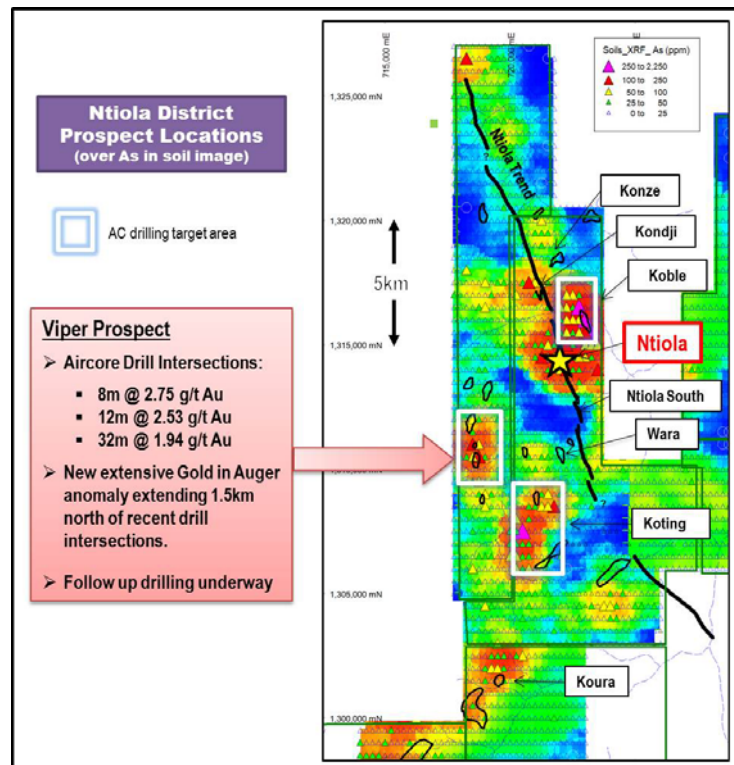 Ntiola District
Prospect Locations
(over As in soil image)
AC drilling target area
Viper Prospect
➢ Aircore Drill Intersections:
▪ 8m @ 2.75 g/t Au
▪ 12m @ 2.53 g/t Au
▪ 32m @ 1.94 g/t Au
➢ New extensive Gold in Auger
anomaly extending 1.5km
north of recent drill
intersections.
➢ Follow up drilling underway
715,000 mE
720,000 mE
Soils_XRF_ As (ppm)
250 to 2,250
100 to 250
50 to 100
25 to 50
0 to 25
1,325,000 mN
1,320,000 mN
1,315,000 mN
1,305,000 mN
1,300,000 mN
5km
Ntiola Trend
?
Konze
Kondji
Koble
Ntiola
Ntiola South
Wara
?
Koting
Koura